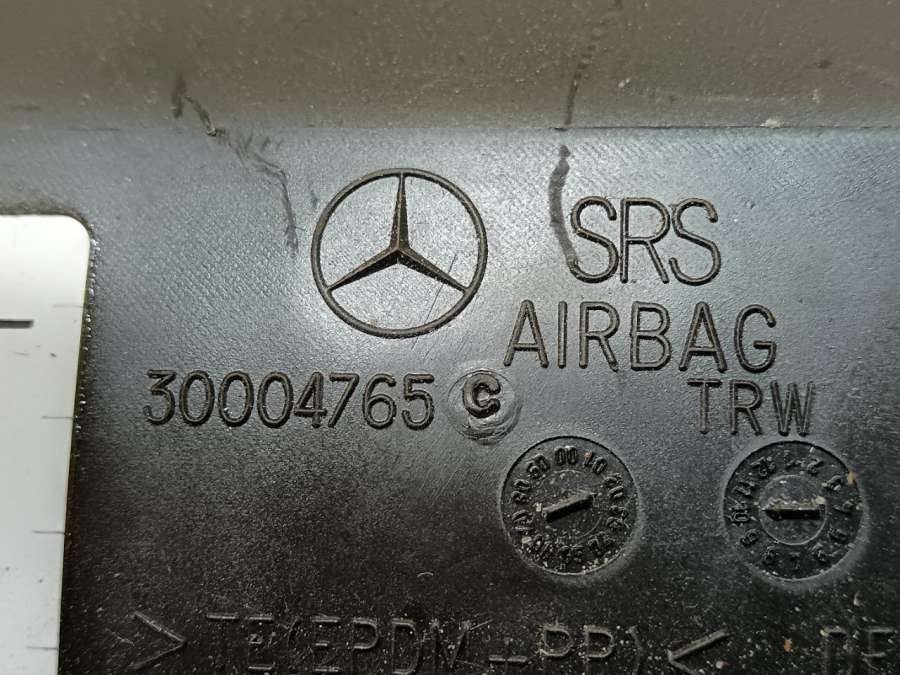 SRS
AIRBAG
30004765 C TRW
>TE(EPDM+PP)<